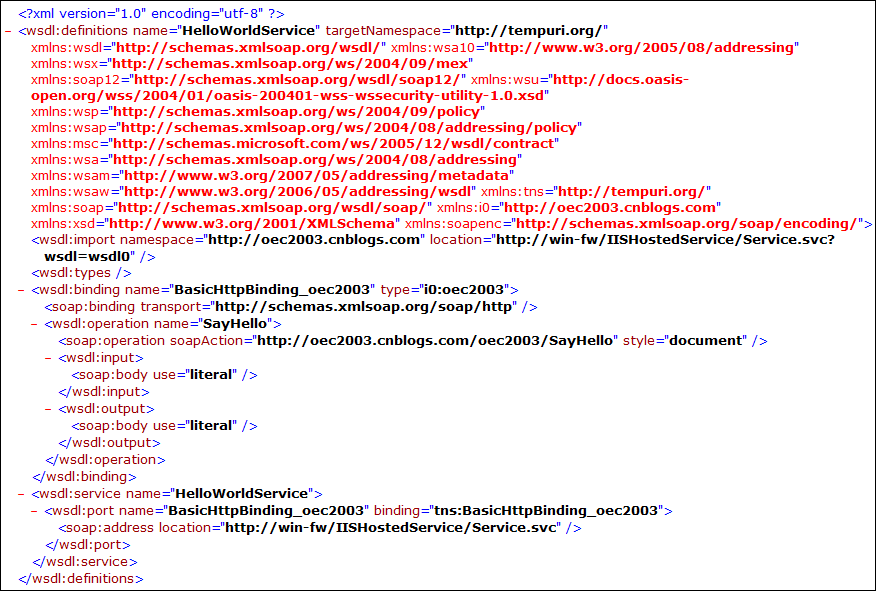 <?xml version="1.0" encoding="utf-8" ?>
- <wsdl:definitions name="HelloWorldService" targetNamespace="http://tempuri.org/"
xmlns:wsdl="http://schemas.xmlsoap.org/wsdl/" xmlns:wsa10="http://www.w3.org/2005/08/addressing"
xmlns:wsx="http://schemas.xmlsoap.org/ws/2004/09/mex"
xmlns:soap12="http://schemas.xmlsoap.org/wsdl/soap12/" xmlns:wsu="http://docs.oasis-
open.org/wss/2004/01/oasis-200401-wss-wssecurity-utility-1.0.xsd"
xmlns:wsp="http://schemas.xmlsoap.org/ws/2004/09/policy"
xmlns:wsap="http://schemas.xmlsoap.org/ws/2004/08/addressing/policy"
xmlns:msc="http://schemas.microsoft.com/ws/2005/12/wsdl/contract"
xmlns:wsa="http://schemas.xmlsoap.org/ws/2004/08/addressing"
xmlns:wsam="http://www.w3.org/2007/05/addressing/metadata"
xmlns:wsaw="http://www.w3.org/2006/05/addressing/wsdl" xmlns:tns="http://tempuri.org/"
xmlns:soap="http://schemas.xmlsoap.org/wsdl/soap/" xmlns:i0="http://oec2003.cnblogs.com"
xmlns:xsd="http://www.w3.org/2001/XMLSchema" xmlns:soapenc="http://schemas.xmlsoap.org/soap/encoding/">
<wsdl:import namespace="http://oec2003.cnblogs.com" location="http://win-fw/IISHostedService/Service.svc?
wsdl=wsdl0" />
<wsdl:types />
- <wsdl:binding name="BasicHttpBinding_oec2003" type="i0:oec2003">
<soap:binding transport="http://schemas.xmlsoap.org/soap/http" />
- <wsdl:operation name="SayHello">
<soap:operation soapAction="http://oec2003.cnblogs.com/oec2003/SayHello" style="document" />
- <wsdl:input>
<soap:body use="literal" />
</wsdl:input>
- <wsdl:output>
<soap:body use="literal" />
</wsdl:output>
</wsdl:operation>
</wsdl:binding>
- <wsdl:service name="HelloWorldService">
- <wsdl:port name="BasicHttpBinding_oec2003" binding="tns:BasicHttpBinding_oec2003">
<soap:address location="http://win-fw/IISHostedService/Service.svc" />
</wsdl:port>
</wsdl:service>
</wsdl:definitions>